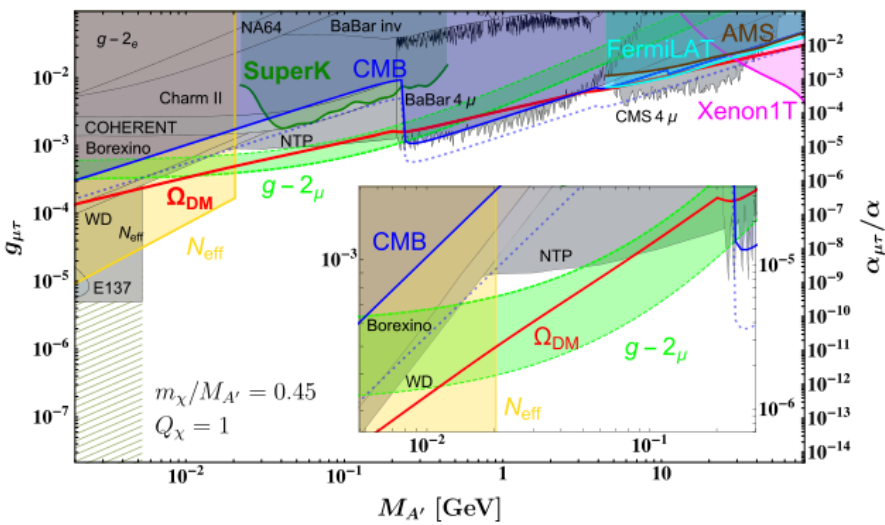 g-2e
NA64
BaBar inv
AMS
FermiLAT
SuperK
CMB
Charm II
BaBar 4 μ
CMS 4 μ
Xenon1T
COHERENT
Borexino
NTP
ΩDM
g-2μ
WD
Neff
Neff
E137
mχ/MA′ = 0.45
Qχ = 1
CMB
NTP
Borexino
ΩDM
g-2μ
WD
Neff
10⁻³
10⁻⁵
10⁻⁶
10⁻²
10⁻¹
gμτ
10⁻²
10⁻³
10⁻⁴
10⁻⁵
10⁻⁶
10⁻⁷
αμτ/α
10⁻²
10⁻³
10⁻⁴
10⁻⁵
10⁻⁶
10⁻⁷
10⁻⁸
10⁻⁹
10⁻¹⁰
10⁻¹¹
10⁻¹²
10⁻¹³
10⁻¹⁴
10⁻²
10⁻¹
1
10
MA′ [GeV]